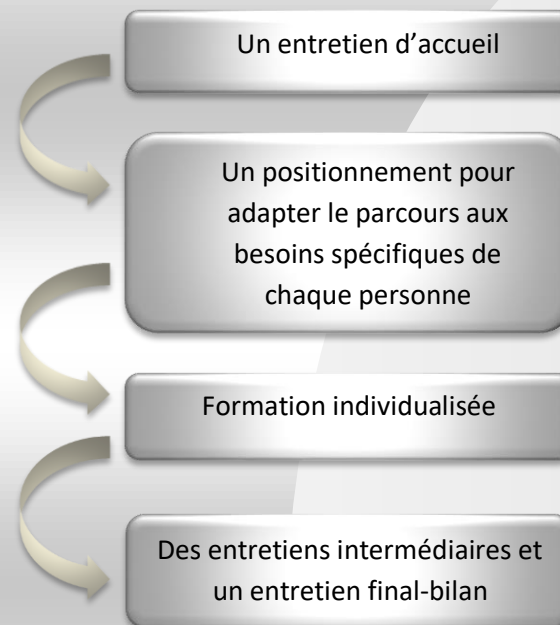 Un entretien d’accueil
Un positionnement pour
adapter le parcours aux
besoins spécifiques de
chaque personne
Formation individualisée
Des entretiens intermédiaires et
un entretien final-bilan